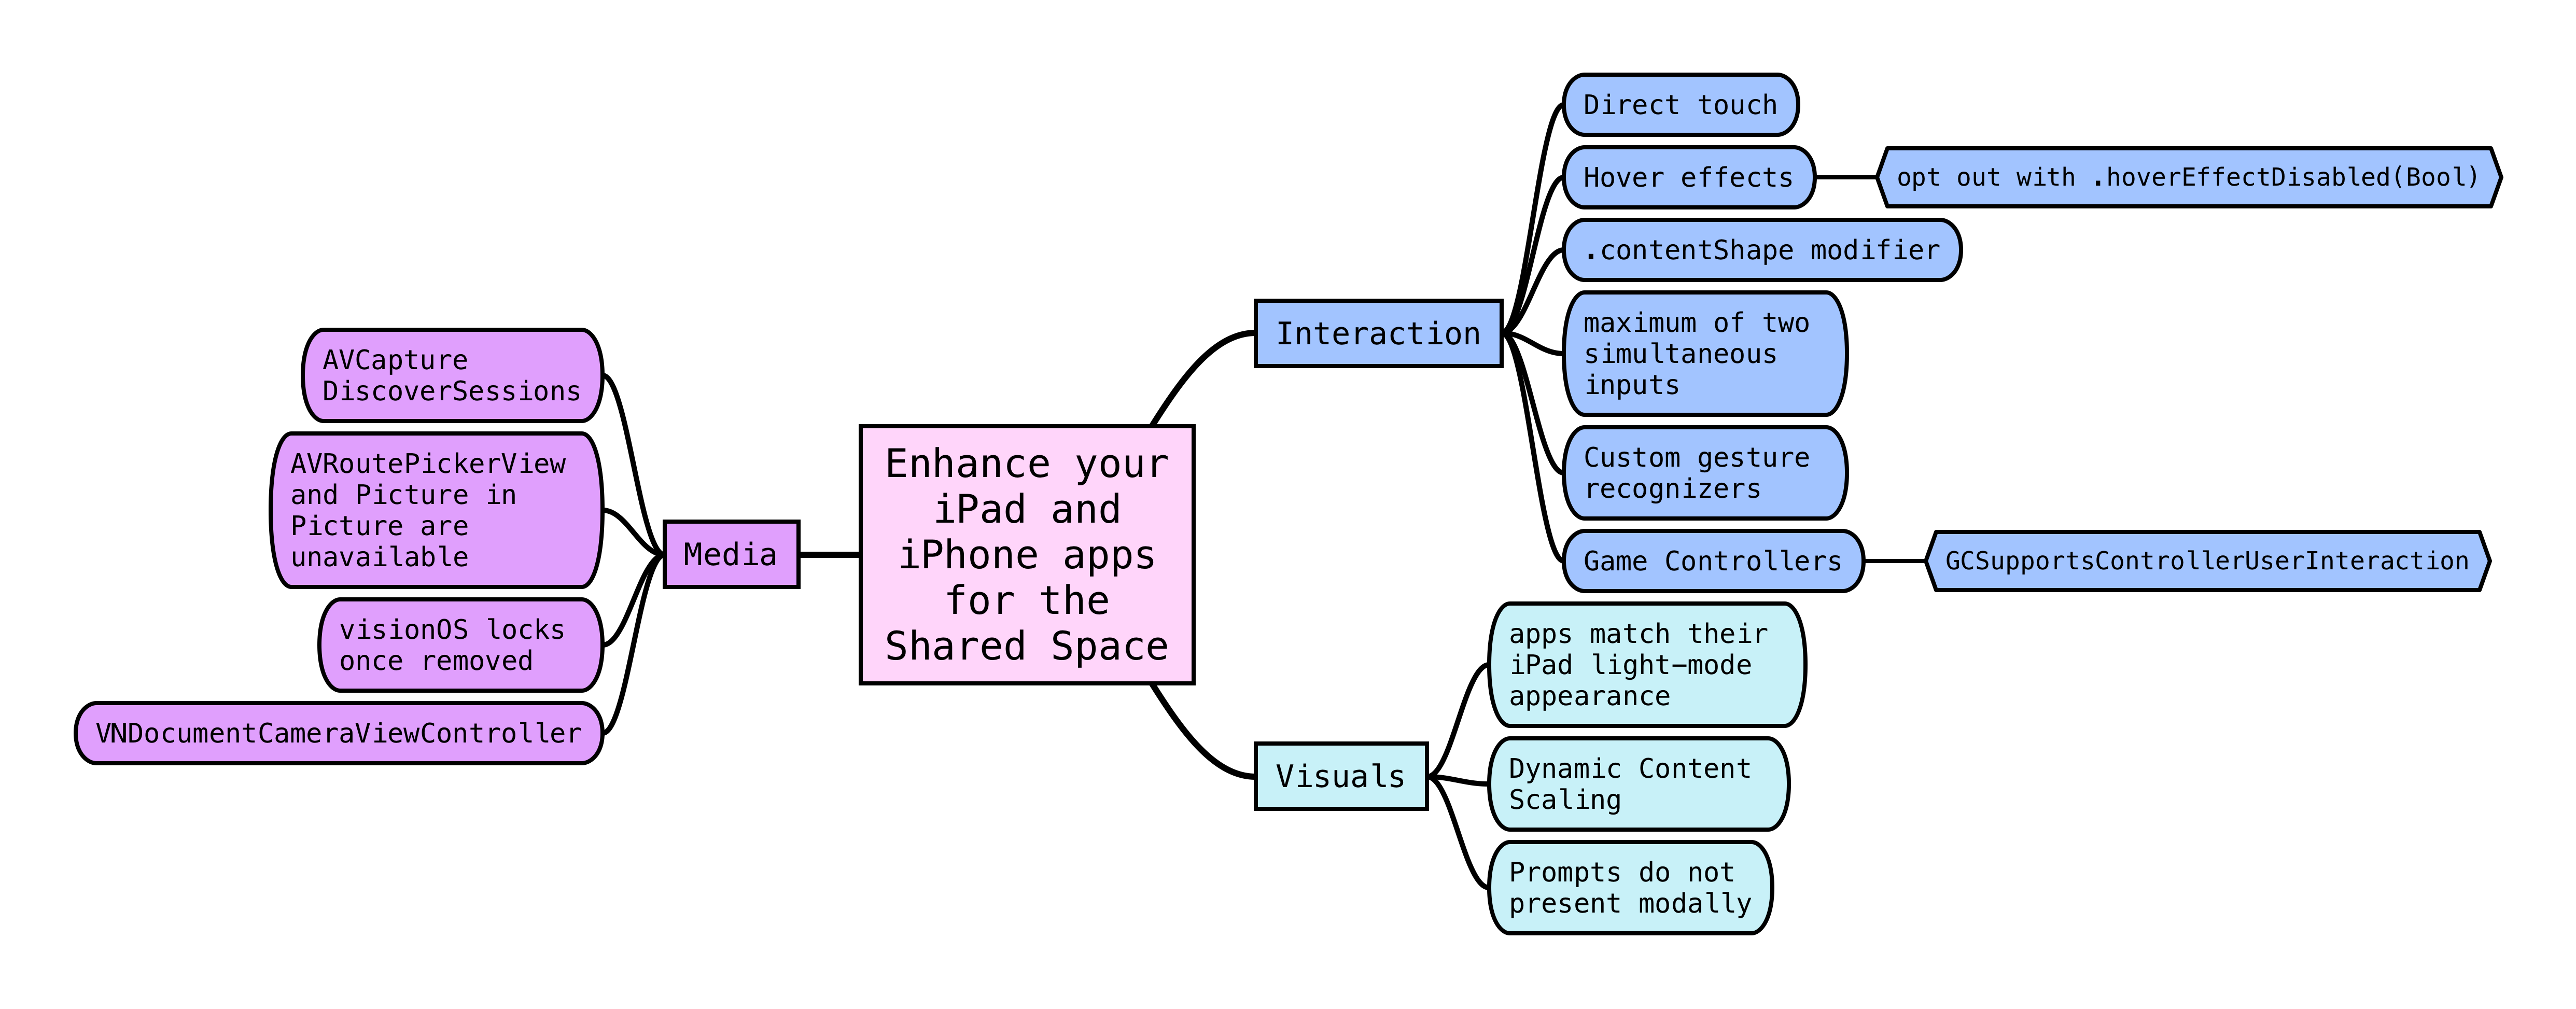 Enhance your
iPad and
iPhone apps
for the
Shared Space
Interaction
Direct touch
Hover effects
opt out with .hoverEffectDisabled(Bool)
.contentShape modifier
maximum of two
simultaneous
inputs
Custom gesture
recognizers
Game Controllers
GCSupportsControllerUserInteraction
Visuals
apps match their
iPad light-mode
appearance
Dynamic Content
Scaling
Prompts do not
present modally
Media
AVCapture
DiscoverSessions
AVRoutePickerView
and Picture in
Picture are
unavailable
visionOS locks
once removed
VNDocumentCameraViewController